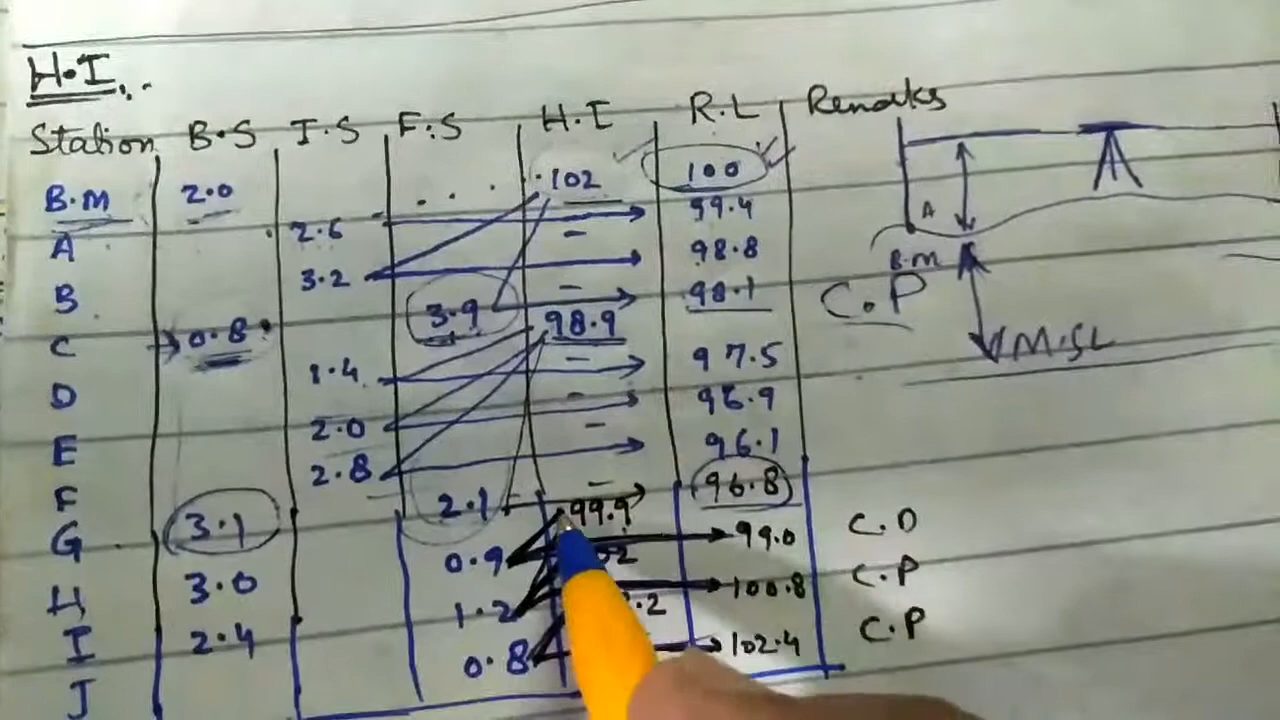 H.I.
Station B.S I.S F.S H.I R.L Remarks
B.M 2.0 102 100
A 2.6 - 99.4
B 3.2 - 98.8
C 0.8 3.9 98.9 98.1 C.P
D 1.4 - 97.5
E 2.0 - 96.9
F 2.8 - 96.1
G 3.1 2.1 99.9 96.8
H 3.0 0.9 99.0
I 2.4 1.2 100.8 C.P
J 0.8 102.4 C.P
A
B.M
M.SL